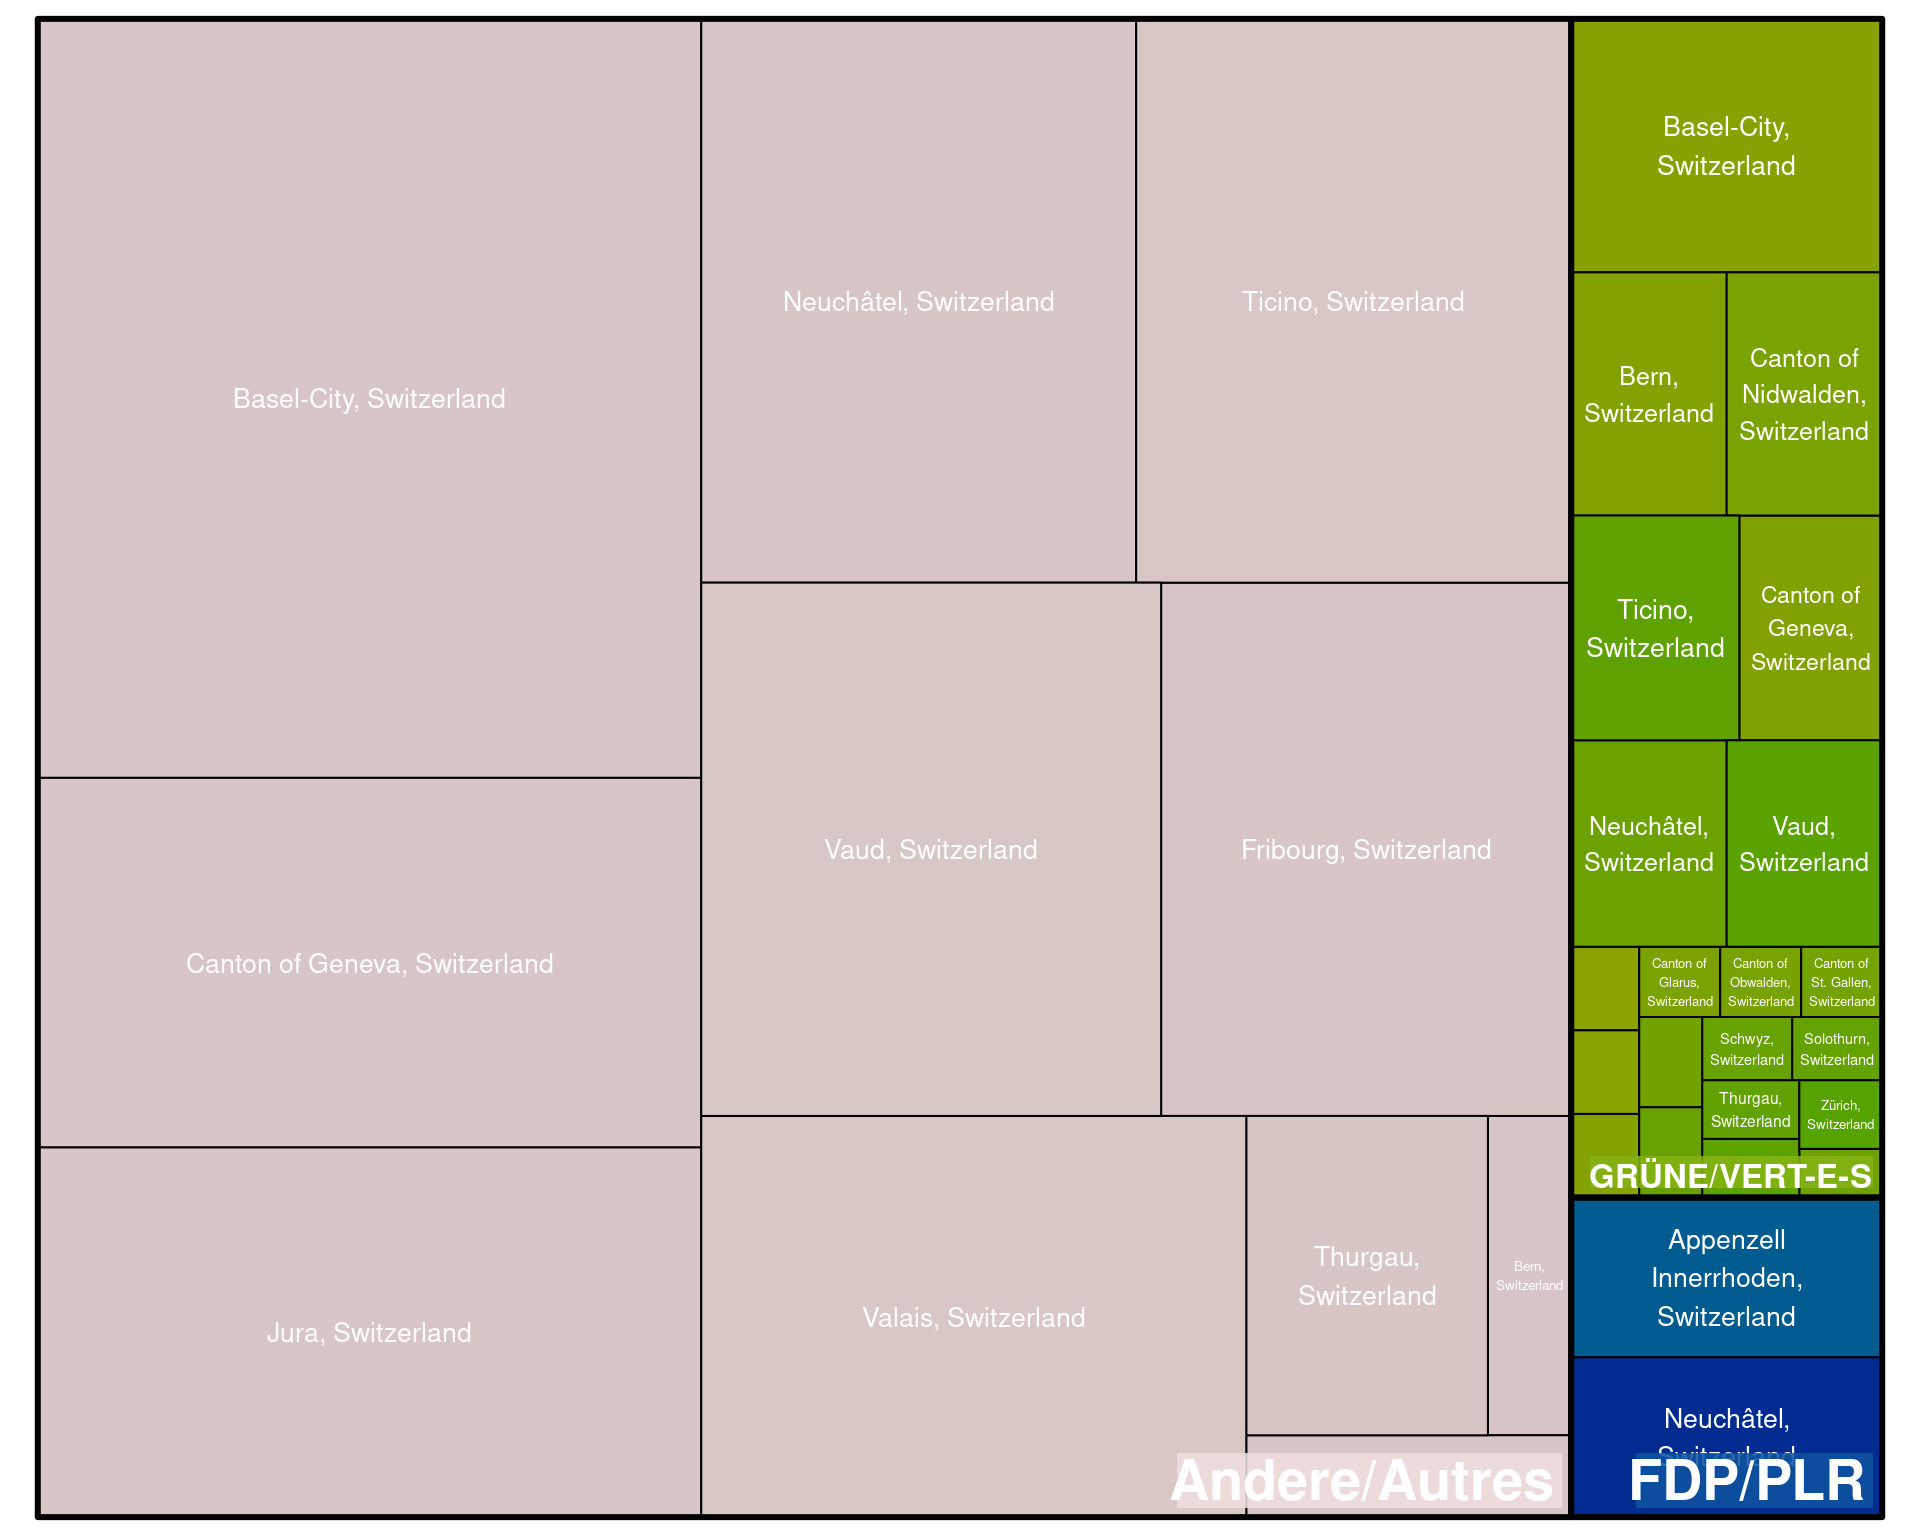 Basel-City, Switzerland
Canton of Geneva, Switzerland
Jura, Switzerland
Neuchâtel, Switzerland
Ticino, Switzerland
Vaud, Switzerland
Fribourg, Switzerland
Valais, Switzerland
Thurgau,
Switzerland
Bern,
Switzerland
Andere/Autres
Basel-City,
Switzerland
Bern,
Switzerland
Canton of
Nidwalden,
Switzerland
Ticino,
Switzerland
Canton of
Geneva,
Switzerland
Neuchâtel,
Switzerland
Vaud,
Switzerland
Canton of
Glarus,
Switzerland
Canton of
Obwalden,
Switzerland
Canton of
St. Gallen,
Switzerland
Schwyz,
Switzerland
Solothurn,
Switzerland
Thurgau,
Switzerland
Zürich,
Switzerland
GRÜNE/VERT-E-S
Appenzell
Innerrhoden,
Switzerland
Neuchâtel,
Switzerland
FDP/PLR